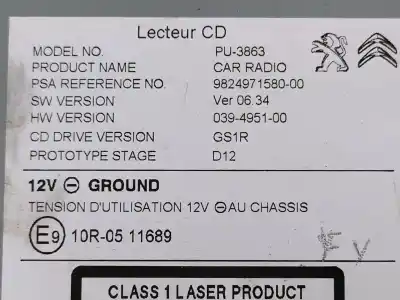 Lecteur CD
MODEL NO. PU-3863
PRODUCT NAME CAR RADIO
PSA REFERENCE NO. 9824971580-00
SW VERSION Ver 06.34
HW VERSION 039-4951-00
CD DRIVE VERSION GS1R
PROTOTYPE STAGE D12
12V ⊖ GROUND
TENSION D'UTILISATION 12V ⊖ AU CHASSIS
E9 10R-05 11689
CLASS 1 LASER PRODUCT